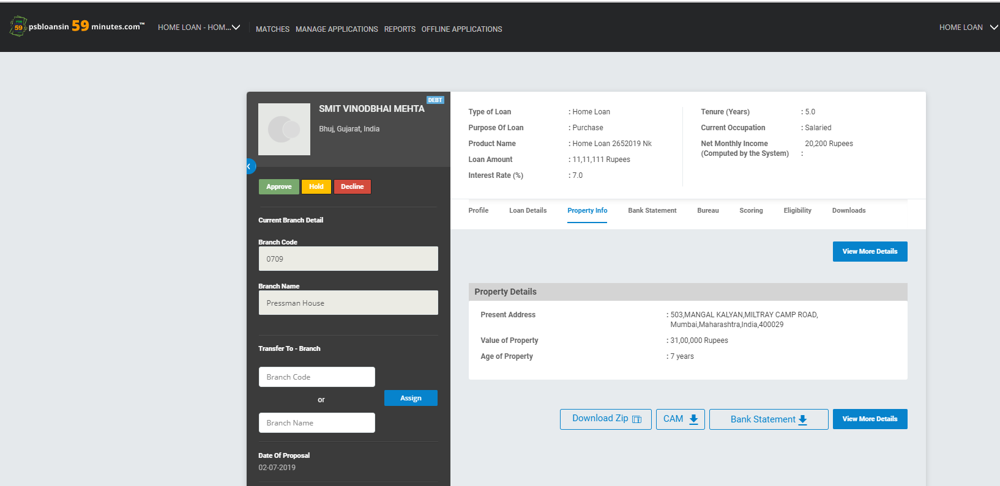 PSB
59
psbloansin 59 minutes.com™
HOME LOAN - HOM...
MATCHES
MANAGE APPLICATIONS
REPORTS
OFFLINE APPLICATIONS
HOME LOAN
DEBT
SMIT VINODBHAI MEHTA
Bhuj, Gujarat, India
Approve
Hold
Decline
Current Branch Detail
Branch Code
0709
Branch Name
Pressman House
Transfer To - Branch
Branch Code
or
Assign
Branch Name
Date Of Proposal
02-07-2019
Type of Loan : Home Loan
Purpose Of Loan : Purchase
Product Name : Home Loan 2652019 Nk
Loan Amount : 11,11,111 Rupees
Interest Rate (%) : 7.0
Tenure (Years) : 5.0
Current Occupation : Salaried
Net Monthly Income 20,200 Rupees
(Computed by the System) :
Profile
Loan Details
Property Info
Bank Statement
Bureau
Scoring
Eligibility
Downloads
View More Details
Property Details
Present Address : 503,MANGAL KALYAN,MILTRAY CAMP ROAD,
Mumbai,Maharashtra,India,400029
Value of Property : 31,00,000 Rupees
Age of Property : 7 years
Download Zip
CAM
Bank Statement
View More Details